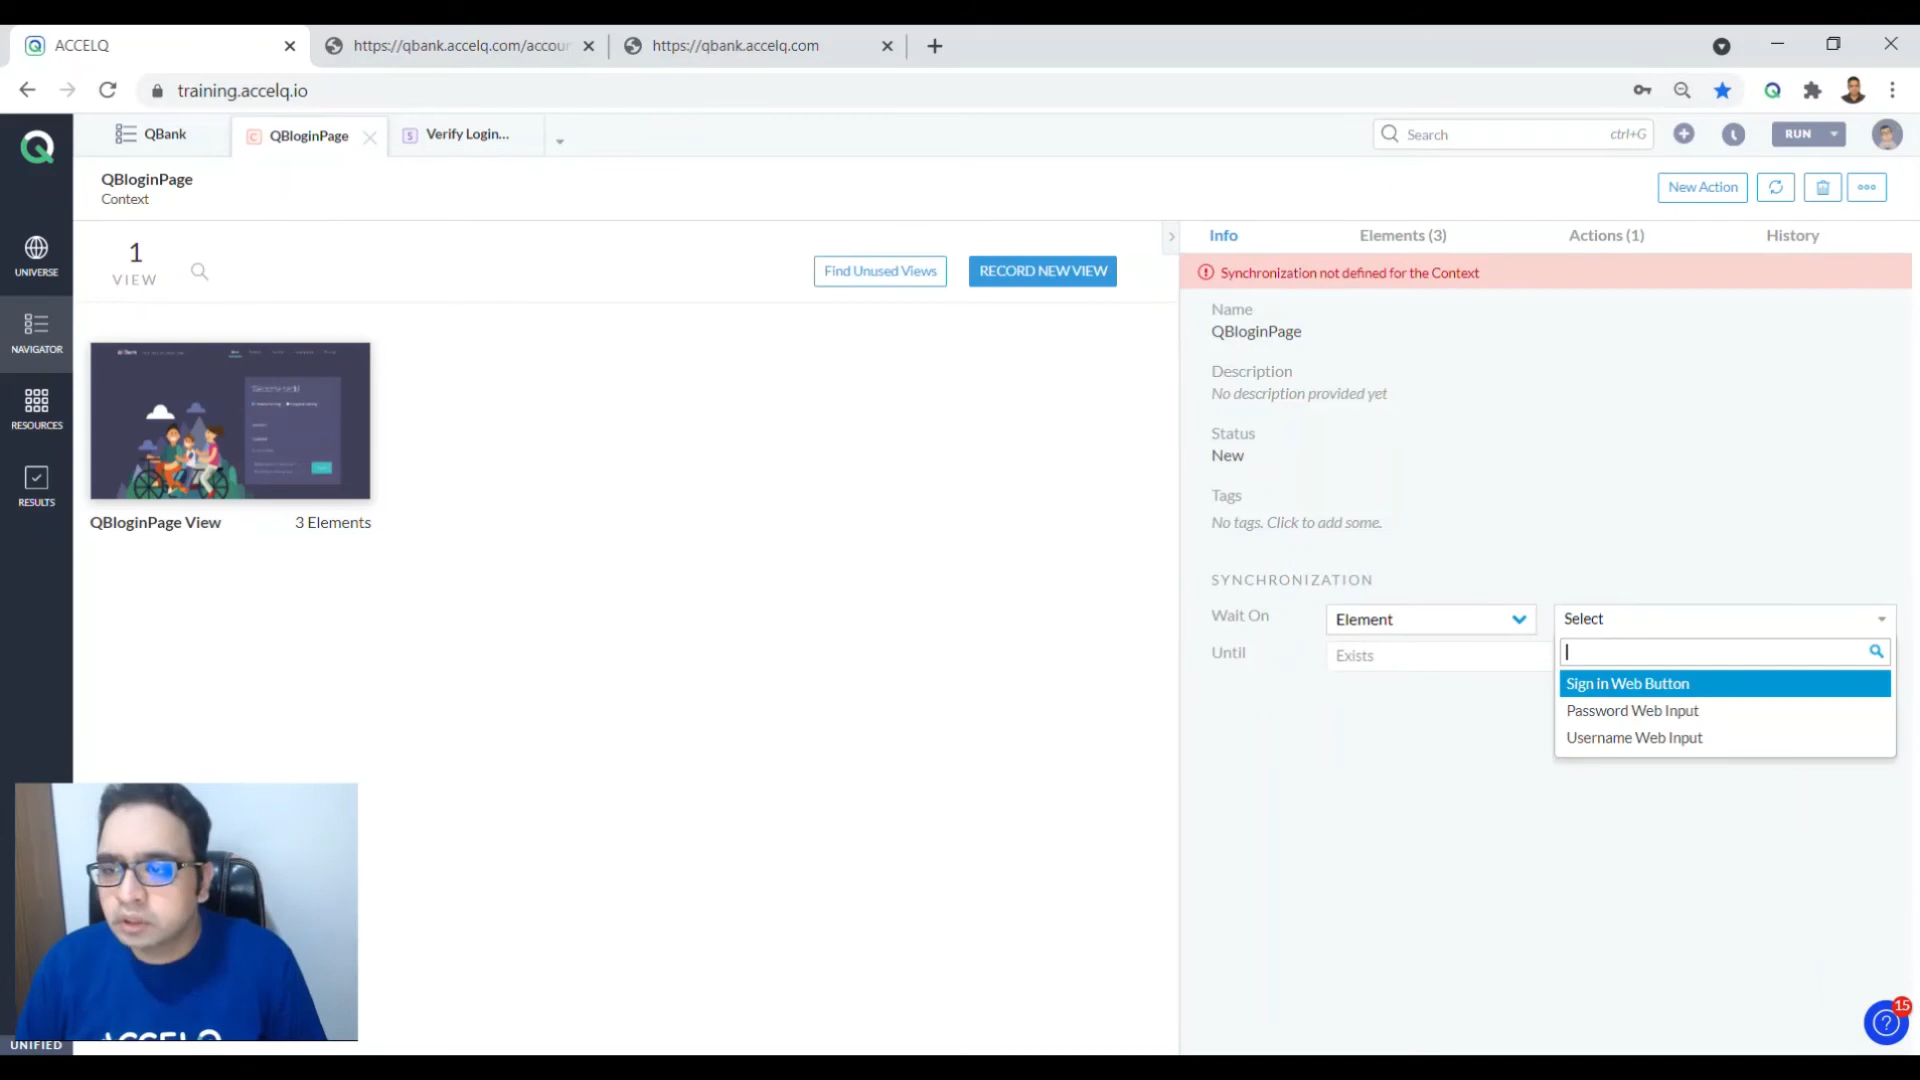 ACCELQ
https://qbank.accelq.com/accour
https://qbank.accelq.com
training.accelq.io
QBank
QBloginPage
Verify Login...
Search
ctrl+G
RUN
QBloginPage
Context
New Action
UNIVERSE
NAVIGATOR
RESOURCES
RESULTS
1
VIEW
Find Unused Views
RECORD NEW VIEW
QBloginPage View
3 Elements
Info
Elements (3)
Actions (1)
History
Synchronization not defined for the Context
Name
QBloginPage
Description
No description provided yet
Status
New
Tags
No tags. Click to add some.
SYNCHRONIZATION
Wait On
Element
Select
Until
Exists
Sign in Web Button
Password Web Input
Username Web Input
ACCELQ
UNIFIED
15